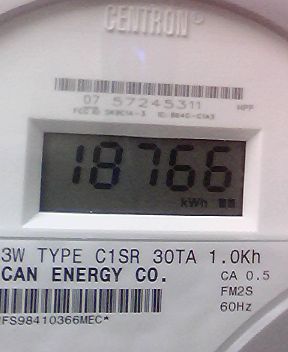 CENTRON®
07 57245311 HPP
18766
kWh
3W TYPE C1SR 30TA 1.0Kh
CAN ENERGY CO. CA 0.5
FM2S
60Hz
FS98410366MEC*